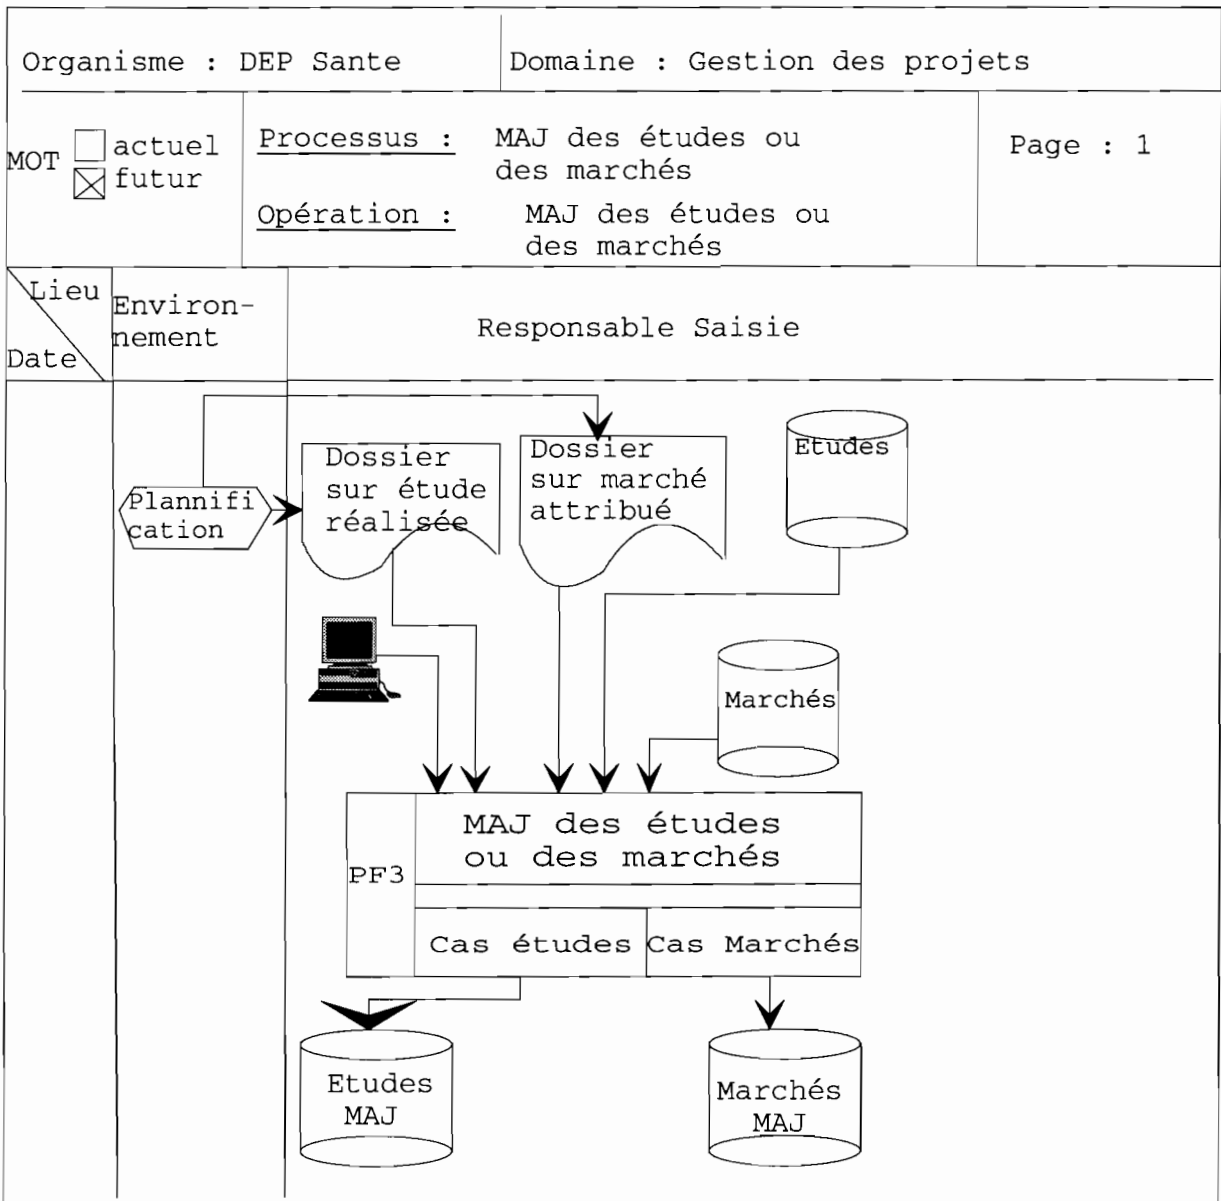 Organisme : DEP Sante
Domaine : Gestion des projets
MOT
actuel
futur
Processus : MAJ des études ou
des marchés
Opération : MAJ des études ou
des marchés
Page : 1
Lieu
Date
Environ-
nement
Responsable Saisie
Plannifi
cation
Dossier
sur étude
réalisée
Dossier
sur marché
attribué
Etudes
Marchés
PF3
MAJ des études
ou des marchés
Cas études
Cas Marchés
Etudes
MAJ
Marchés
MAJ